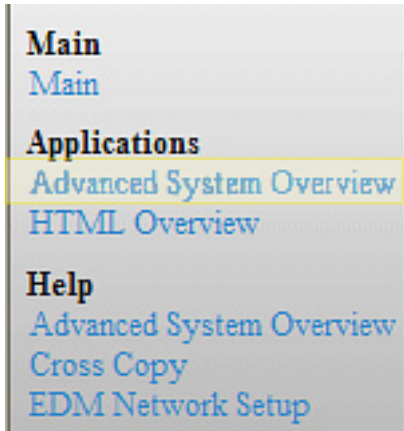 Main
Main
Applications
Advanced System Overview
HTML Overview
Help
Advanced System Overview
Cross Copy
EDM Network Setup